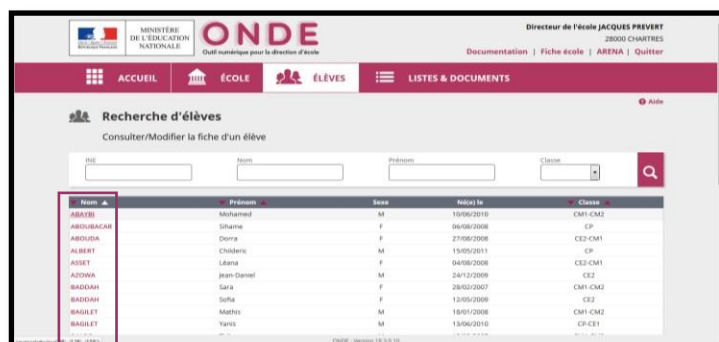 MINISTÈRE
DE L'ÉDUCATION
NATIONALE
ONDE
Outil numérique pour la direction d'école
Directeur de l'école JACQUES PREVERT
28000 CHARTRES
Documentation | Fiche école | ARENA | Quitter
ACCUEIL ÉCOLE ÉLÈVES LISTES & DOCUMENTS
Aide
Recherche d'élèves
Consulter/Modifier la fiche d'un élève
INE Nom Prénom Classe
Nom Prénom Sexe Né(e) le Classe
ABAYBI Mohamed M 10/06/2010 CM1-CM2
ABOUBACAR Sihame F 06/08/2008 CP
ABOUDA Dorra F 27/08/2008 CE2-CM1
ALBERT Childeric M 15/05/2011 CP
ASSET Léana F 04/08/2008 CE2-CM1
AZOWA Jean-Daniel M 24/12/2009 CE2
BADDAH Sara F 28/02/2007 CM1-CM2
BADDAH Sofia F 12/05/2009 CE2
BAGILET Mathis M 18/01/2008 CM1-CM2
BAGILET Yanis M 13/06/2010 CP-CE1